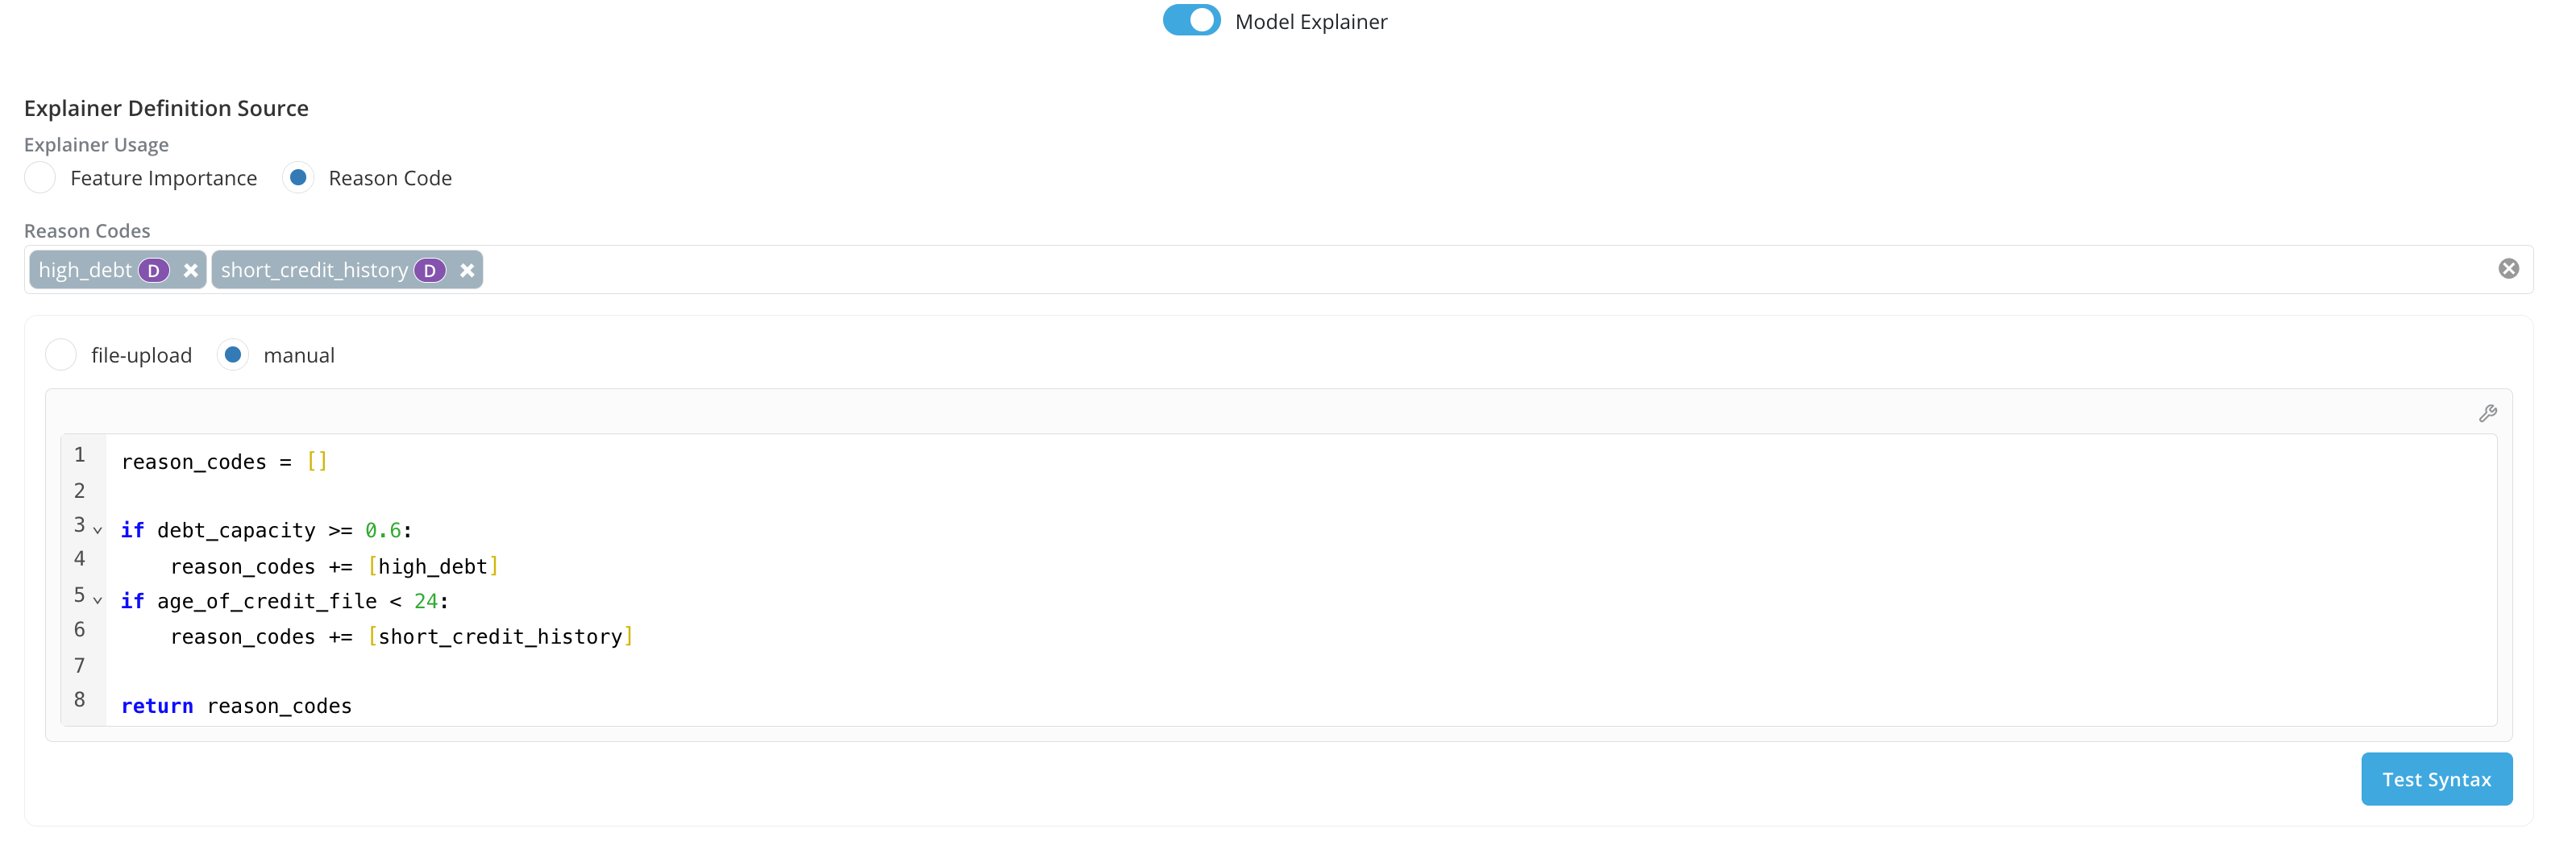 Model Explainer
Explainer Definition Source
Explainer Usage
Feature Importance Reason Code
Reason Codes
high_debt D short_credit_history D
file-upload manual
1 reason_codes = []
2
3 if debt_capacity >= 0.6:
4     reason_codes += [high_debt]
5 if age_of_credit_file < 24:
6     reason_codes += [short_credit_history]
7
8 return reason_codes
Test Syntax